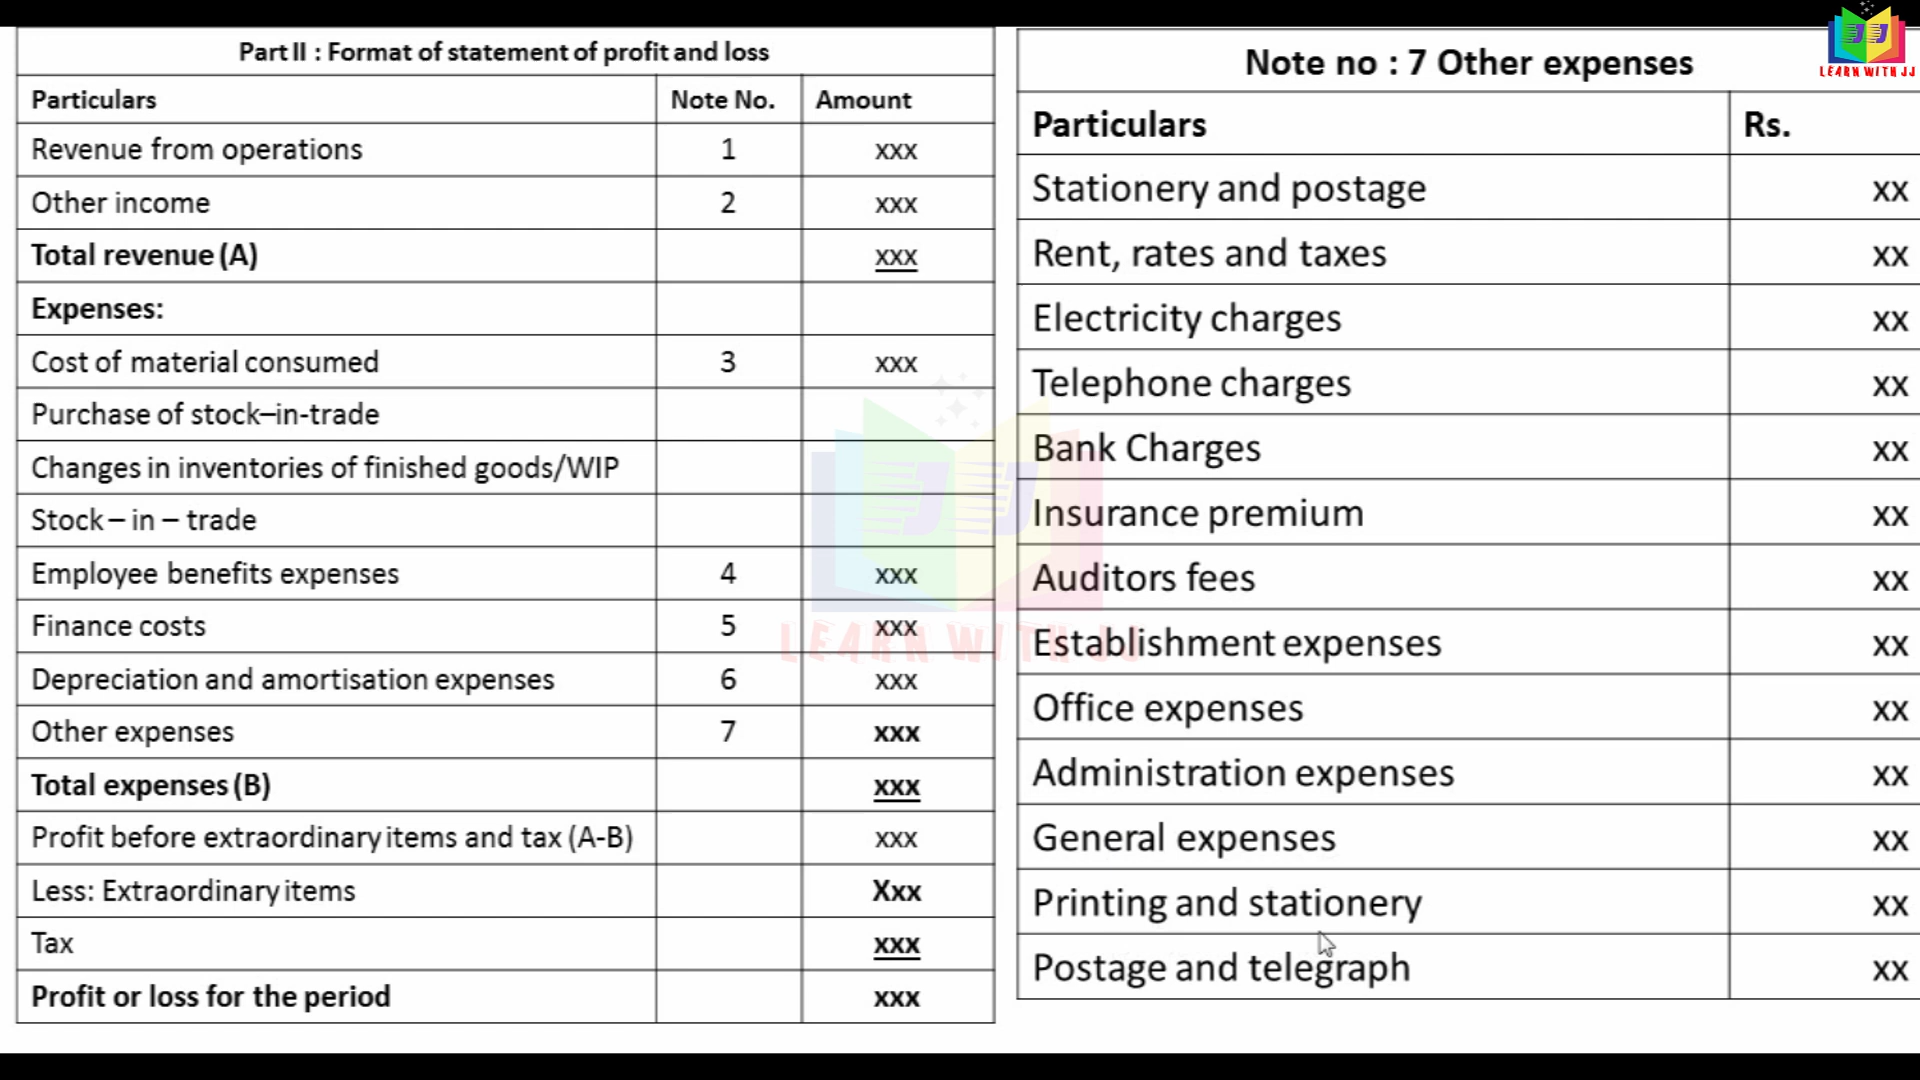 Part II : Format of statement of profit and loss
Particulars Note No. Amount
Revenue from operations 1 xxx
Other income 2 xxx
Total revenue (A) xxx
Expenses:
Cost of material consumed 3 xxx
Purchase of stock–in-trade
Changes in inventories of finished goods/WIP
Stock – in – trade
Employee benefits expenses 4 xxx
Finance costs 5 xxx
Depreciation and amortisation expenses 6 xxx
Other expenses 7 xxx
Total expenses (B) xxx
Profit before extraordinary items and tax (A-B) xxx
Less: Extraordinary items Xxx
Tax xxx
Profit or loss for the period xxx
Note no : 7 Other expenses
Particulars Rs.
Stationery and postage xx
Rent, rates and taxes xx
Electricity charges xx
Telephone charges xx
Bank Charges xx
Insurance premium xx
Auditors fees xx
Establishment expenses xx
Office expenses xx
Administration expenses xx
General expenses xx
Printing and stationery xx
Postage and telegraph xx
JJ
LEARN WITH JJ
JJ
LEARN WITH JJ